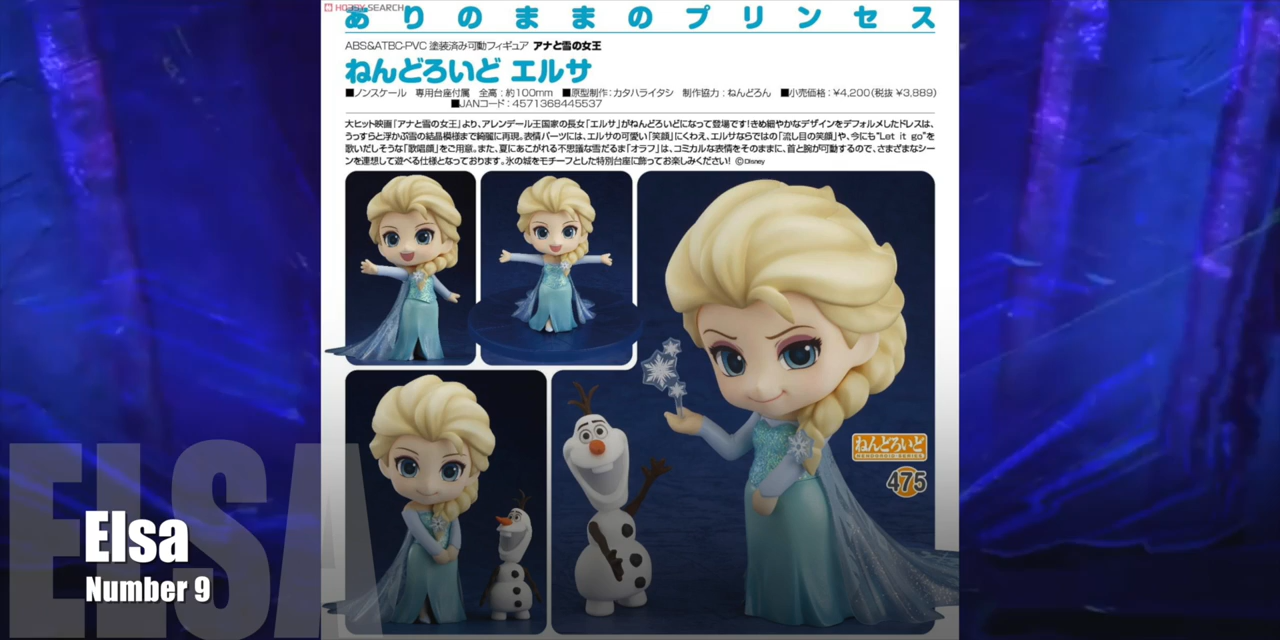 HOBBY SEARCH
ありのままのプリンセス
ABS&ATBC-PVC 塗装済み可動フィギュア アナと雪の女王
ねんどろいど エルサ
■ノンスケール 専用台座付属 全高：約100mm ■原型制作：カタハライタシ 制作協力：ねんどろん ■小売価格：¥4,200(税抜 ¥3,889)
■JANコード：4571368445537
大ヒット映画「アナと雪の女王」より、アレンデール王国家の長女「エルサ」がねんどろいどになって登場です!きめ細やかなデザインをデフォルメしたドレスは、
うっすらと浮かぶ雪の結晶模様まで綺麗に再現。表情パーツには、エルサの可愛い「笑顔」にくわえ、エルサならではの「流し目の笑顔」や、今にも"Let it go"を
歌いだしそうな「歌唱顔」をご用意。また、夏にあこがれる不思議な雪だるま「オラフ」は、コミカルな表情をそのままに、首と腕が可動するので、さまざまなシー
ンを連想して遊べる仕様となっております。氷の城をモチーフとした特別台座に飾ってお楽しみください! ©Disney
ねんどろいど
NENDOROID SERIES
475
ELSA
Elsa
Number 9